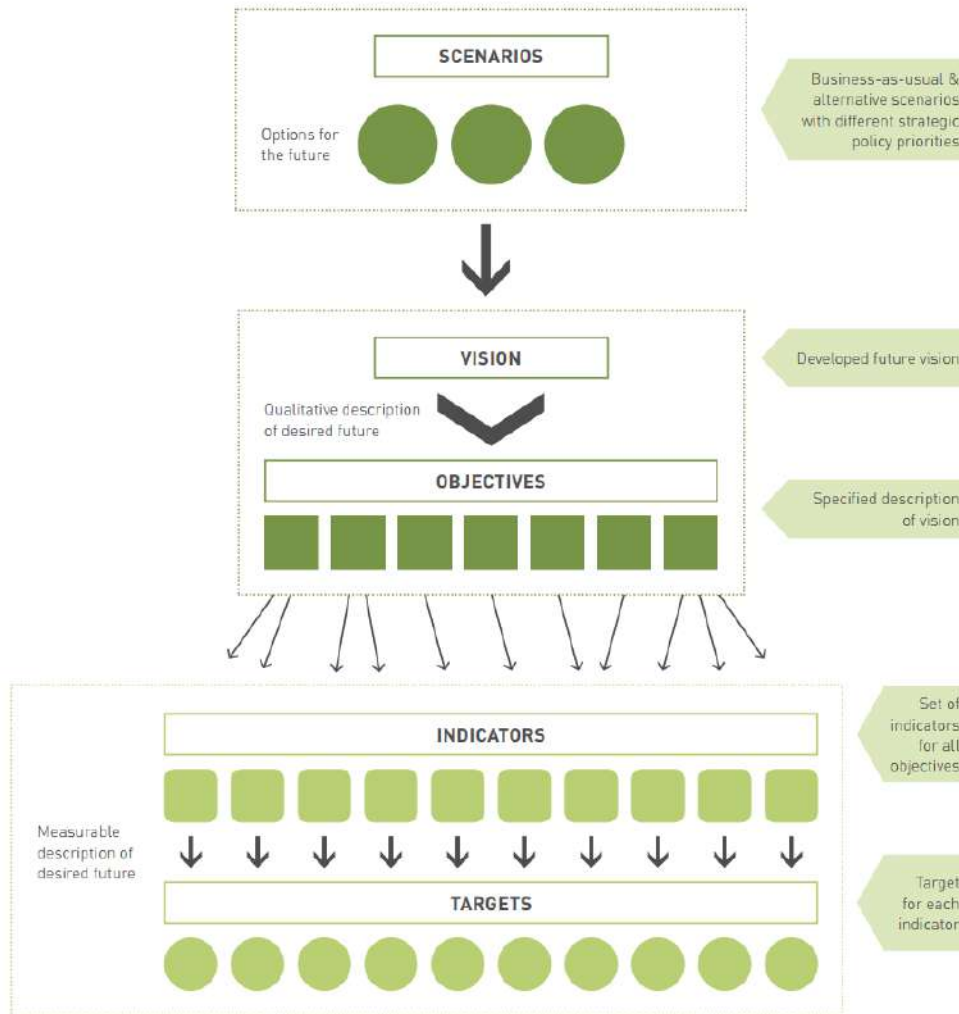 SCENARIOS
Options for
the future
Business-as-usual &
alternative scenarios
with different strategic
policy priorities
VISION
Developed future vision
Qualitative description
of desired future
OBJECTIVES
Specified description
of vision
INDICATORS
Set of
indicators
for all
objectives
Measurable
description of
desired future
TARGETS
Target
for each
indicator